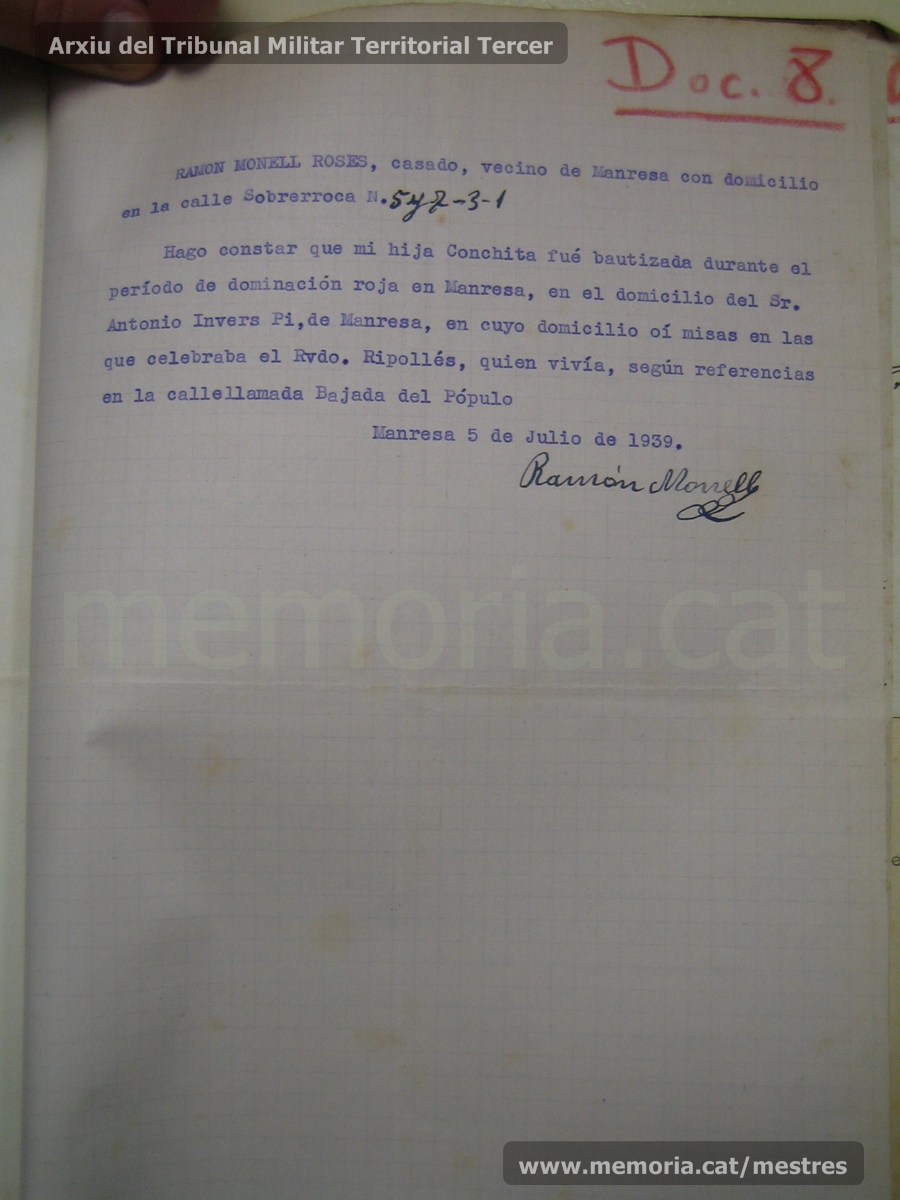 Arxiu del Tribunal Militar Territorial Tercer
Doc. 8.
RAMON MONELL ROSES, casado, vecino de Manresa con domicilio
en la calle Sobrerroca N.5y7-3-1
Hago constar que mi hija Conchita fué bautizada durante el
período de dominación roja en Manresa, en el domicilio del Sr.
Antonio Invers Pi,de Manresa, en cuyo domicilio oí misas en las
que celebraba el Rvdo. Ripollés, quien vivía, según referencias
en la callellamada Bajada del Pópulo
Manresa 5 de Julio de 1939.
Ramón Monell
memoria.cat
www.memoria.cat/mestres